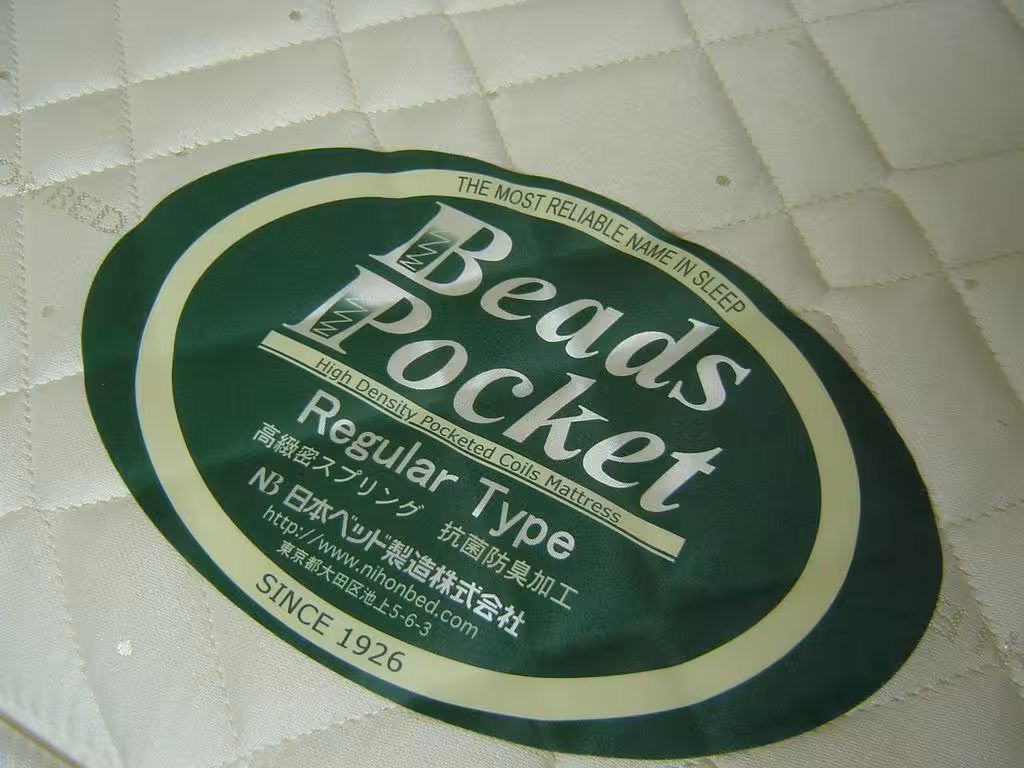 THE MOST RELIABLE NAME IN SLEEP
Beads
Pocket
High Density Pocketed Coils Mattress
Regular Type
高緻密スプリング 抗菌防臭加工
NB 日本ベッド製造株式会社
http://www.nihonbed.com
東京都大田区池上5-6-3
SINCE 1926
BED